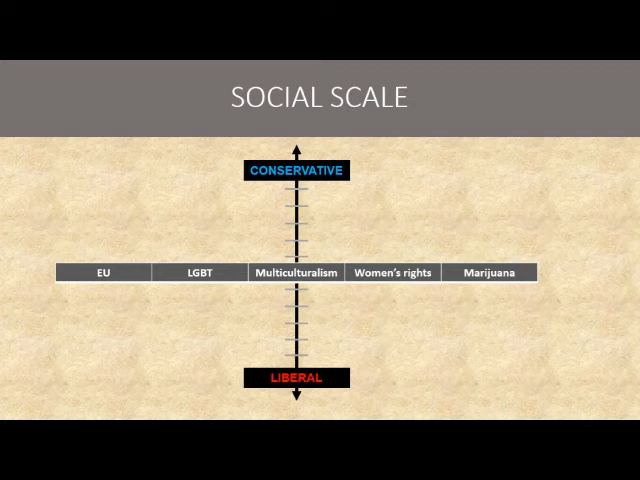 SOCIAL SCALE
CONSERVATIVE
EU LGBT Multiculturalism Women's rights Marijuana
LIBERAL